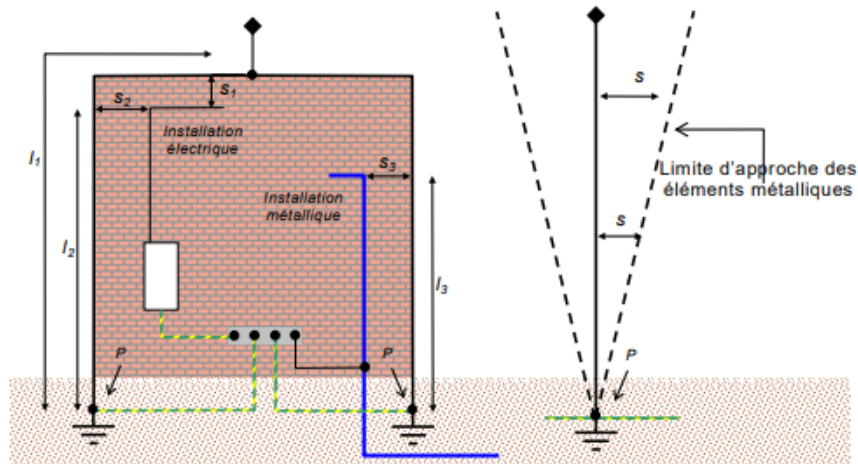 s1
s2
Installation
électrique
l1
s3
Installation
métallique
l2
l3
P
P
s
Limite d'approche des
éléments métalliques
s
P